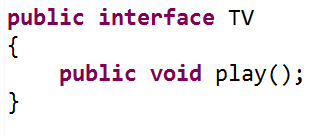 public interface TV
{
    public void play();
}